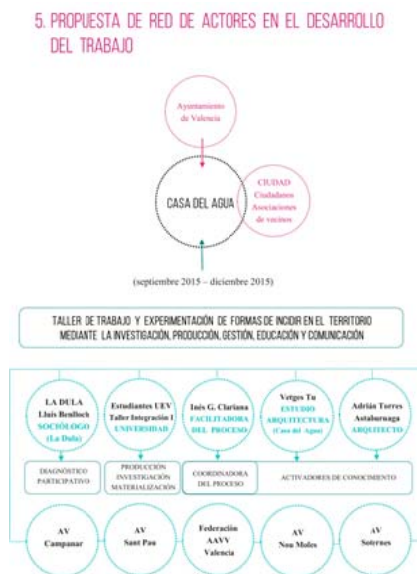 5. PROPUESTA DE RED DE ACTORES EN EL DESARROLLO
DEL TRABAJO
Ayuntamiento
de Valencia
CASA DEL AGUA
CIUDAD
Ciudadanos
Asociaciones
de vecinos
(septiembre 2015 – diciembre 2015)
TALLER DE TRABAJO Y EXPERIMENTACIÓN DE FORMAS DE INCIDIR EN EL TERRITORIO
MEDIANTE LA INVESTIGACIÓN, PRODUCCIÓN, GESTIÓN, EDUCACIÓN Y COMUNICACIÓN
LA DULA
Lluis Benlloch
SOCIÓLOGO
(La Dula)
Estudiantes UEV
Taller Integración I
UNIVERSIDAD
Inés G. Clariana
FACILITADORA
DEL PROCESO
Vetges Tu
ESTUDIO
ARQUITECTURA
(Casa del Agua)
Adrián Torres
Astaburuaga
ARQUITECTO
DIAGNÓSTICO
PARTICIPATIVO
PRODUCCIÓN
INVESTIGACIÓN
MATERIALIZACIÓN
COORDINADORA
DEL PROCESO
ACTIVADORES DE CONOCIMIENTO
AV
Campanar
AV
Sant Pau
Federación
AAVV
Valencia
AV
Nou Moles
AV
Soternes